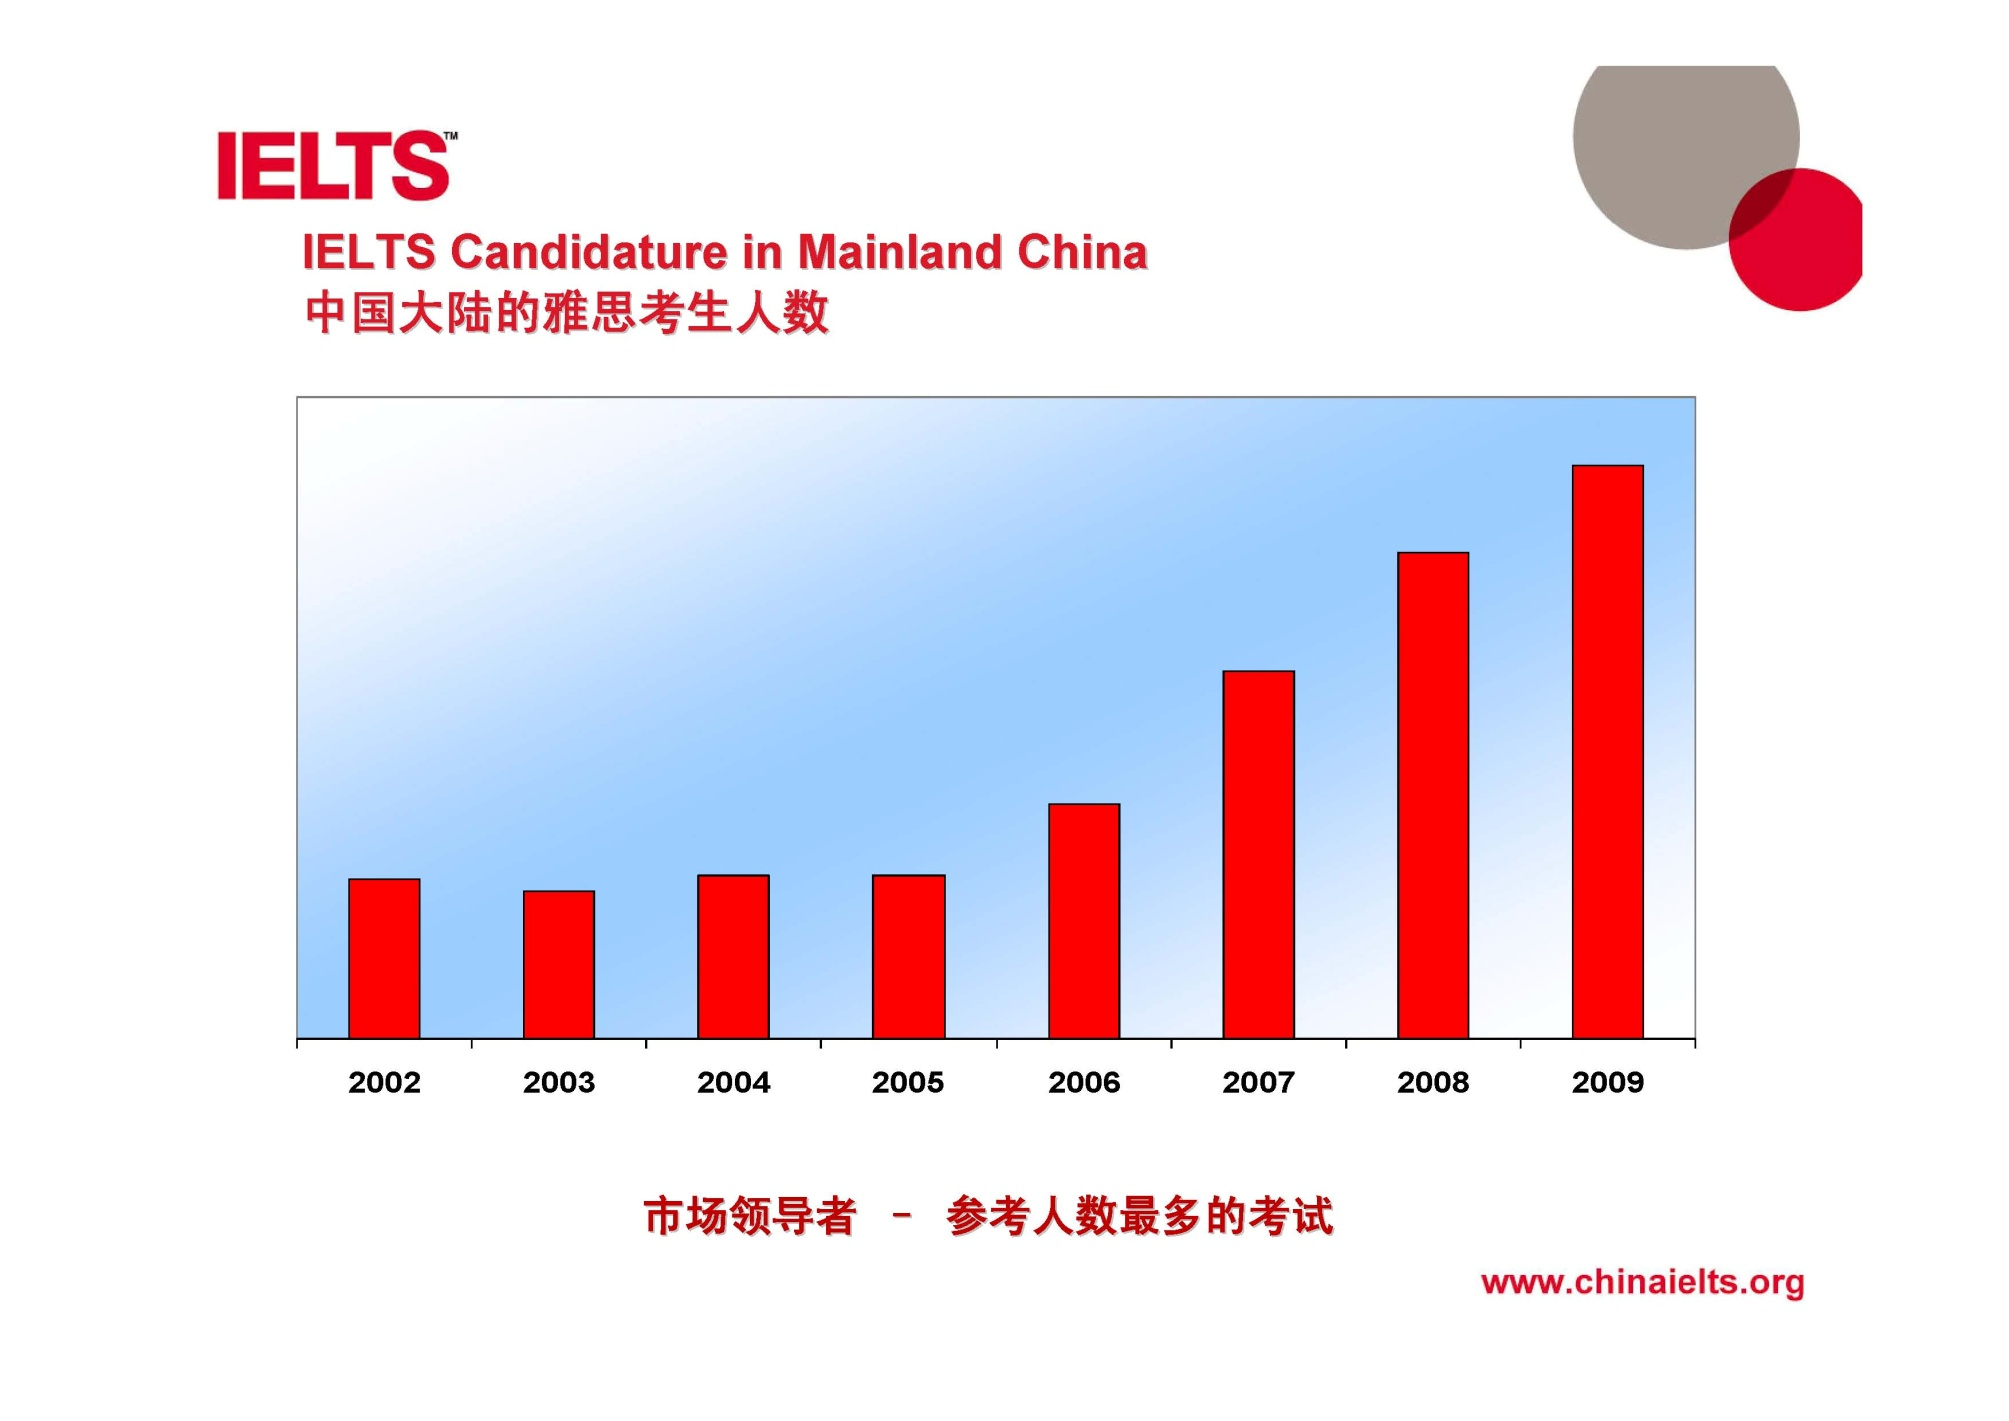 IELTS™
IELTS Candidature in Mainland China
中国大陆的雅思考生人数
2002 2003 2004 2005 2006 2007 2008 2009
市场领导者 - 参考人数最多的考试
www.chinaielts.org